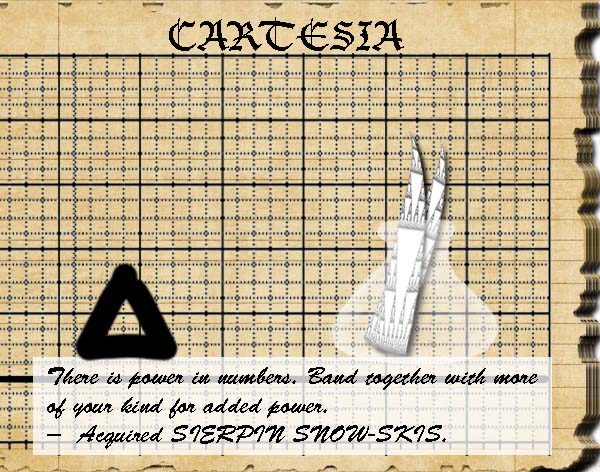 CARTESIA
There is power in numbers. Band together with more
of your kind for added power.
— Acquired SIERPIN SNOW-SKIS.